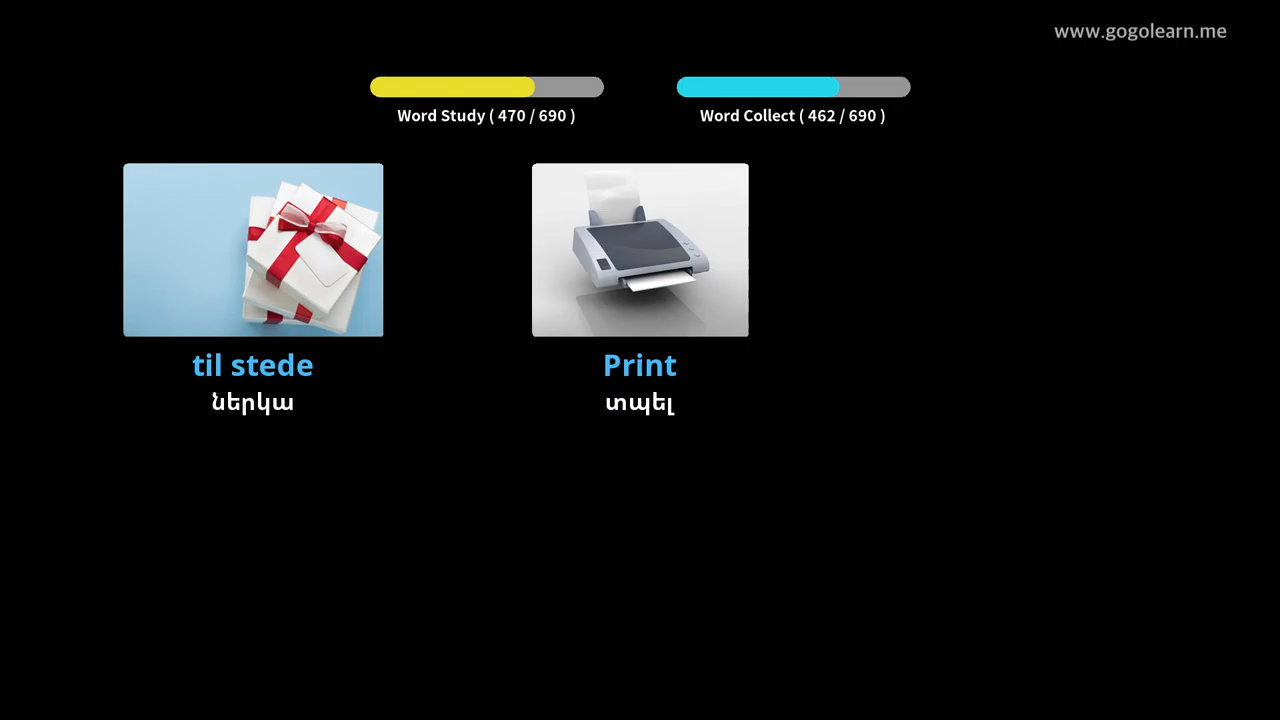 www.gogolearn.me
Word Study ( 470 / 690 )
Word Collect ( 462 / 690 )
til stede
ներկա
Print
տպել